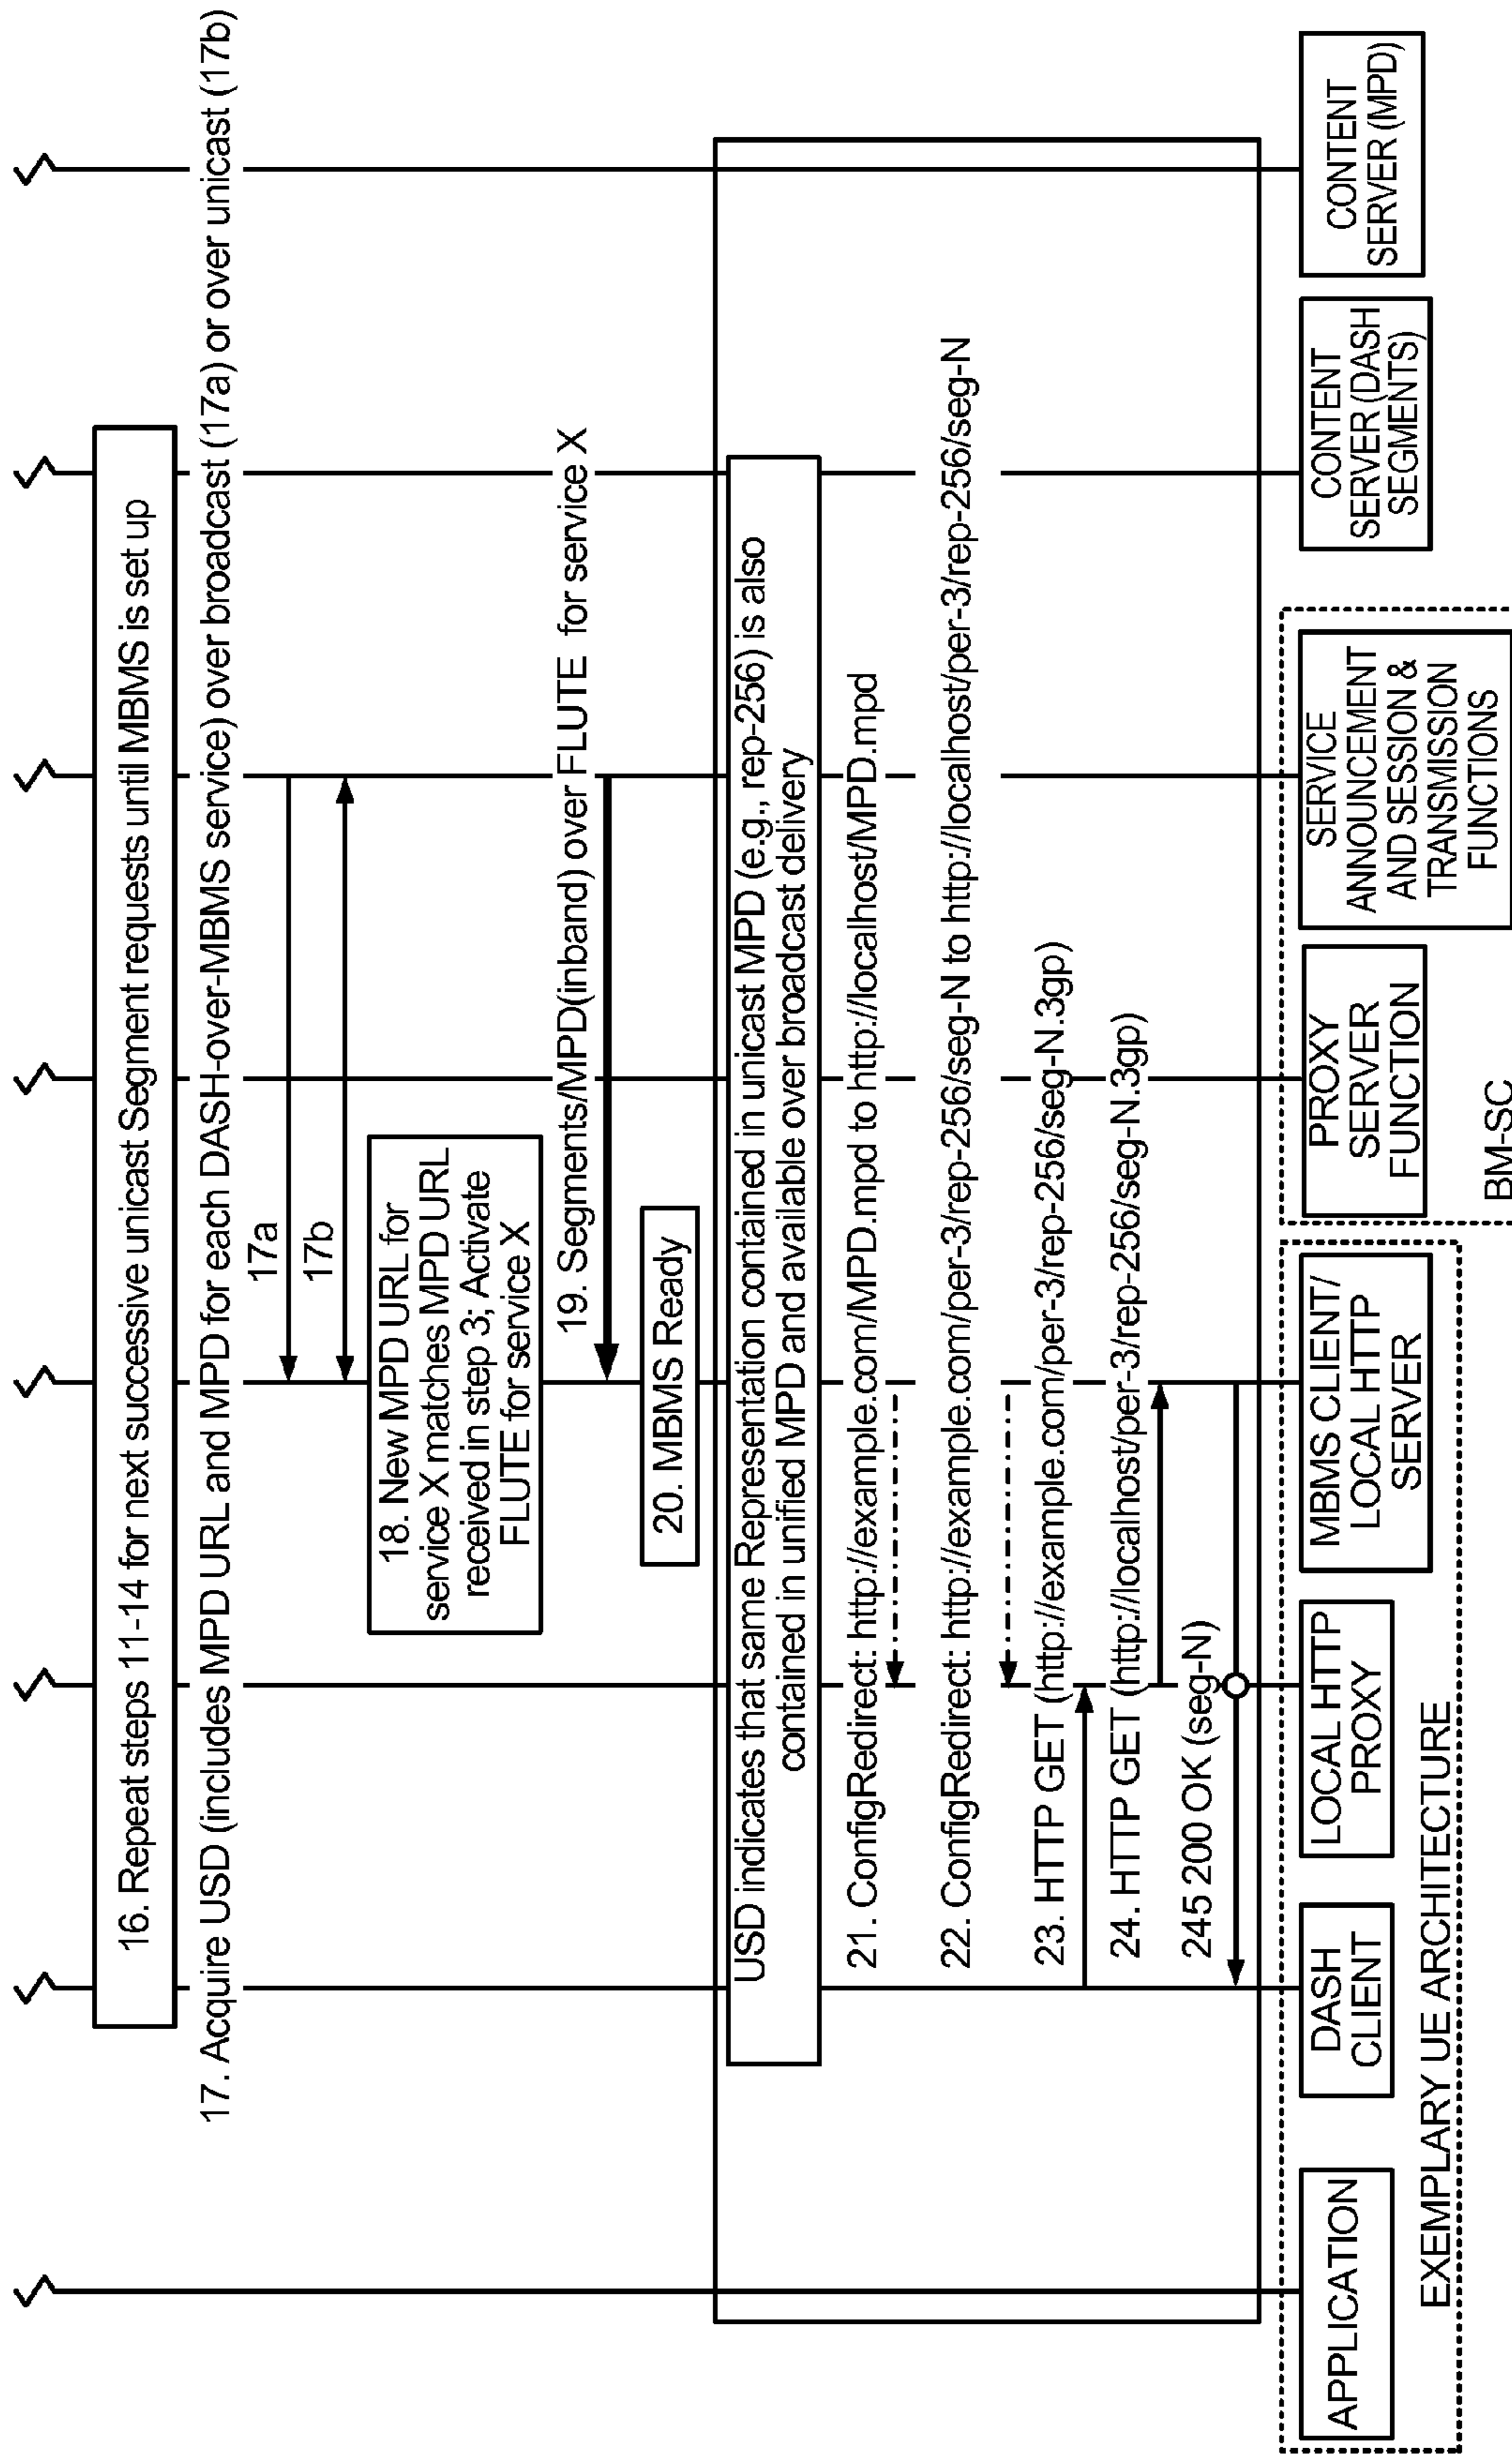 16. Repeat steps 11-14 for next successive unicast Segment requests until MBMS is set up
17. Acquire USD (includes MPD URL and MPD for each DASH-over-MBMS service) over broadcast (17a) or over unicast (17b)
17a
17b
18. New MPD URL for
service X matches MPD URL
received in step 3; Activate
FLUTE for service X
19. Segments/MPD(inband) over FLUTE for service X
20. MBMS Ready
USD indicates that same Representation contained in unicast MPD (e.g., rep-256) is also
contained in unified MPD and available over broadcast delivery
21. ConfigRedirect: http://example.com/MPD.mpd to http://localhost/MPD.mpd
22. ConfigRedirect: http://example.com/per-3/rep-256/seg-N to http://localhost/per-3/rep-256/seg-N
23. HTTP GET (http://example.com/per-3/rep-256/seg-N.3gp)
24. HTTP GET (http://localhost/per-3/rep-256/seg-N.3gp)
245 200 OK (seg-N)
APPLICATION
DASH
CLIENT
LOCAL HTTP
PROXY
MBMS CLIENT/
LOCAL HTTP
SERVER
EXEMPLARY UE ARCHITECTURE
PROXY
SERVER
FUNCTION
SERVICE
ANNOUNCEMENT
AND SESSION &
TRANSMISSION
FUNCTIONS
BM-SC
CONTENT
SERVER (DASH
SEGMENTS)
CONTENT
SERVER (MPD)